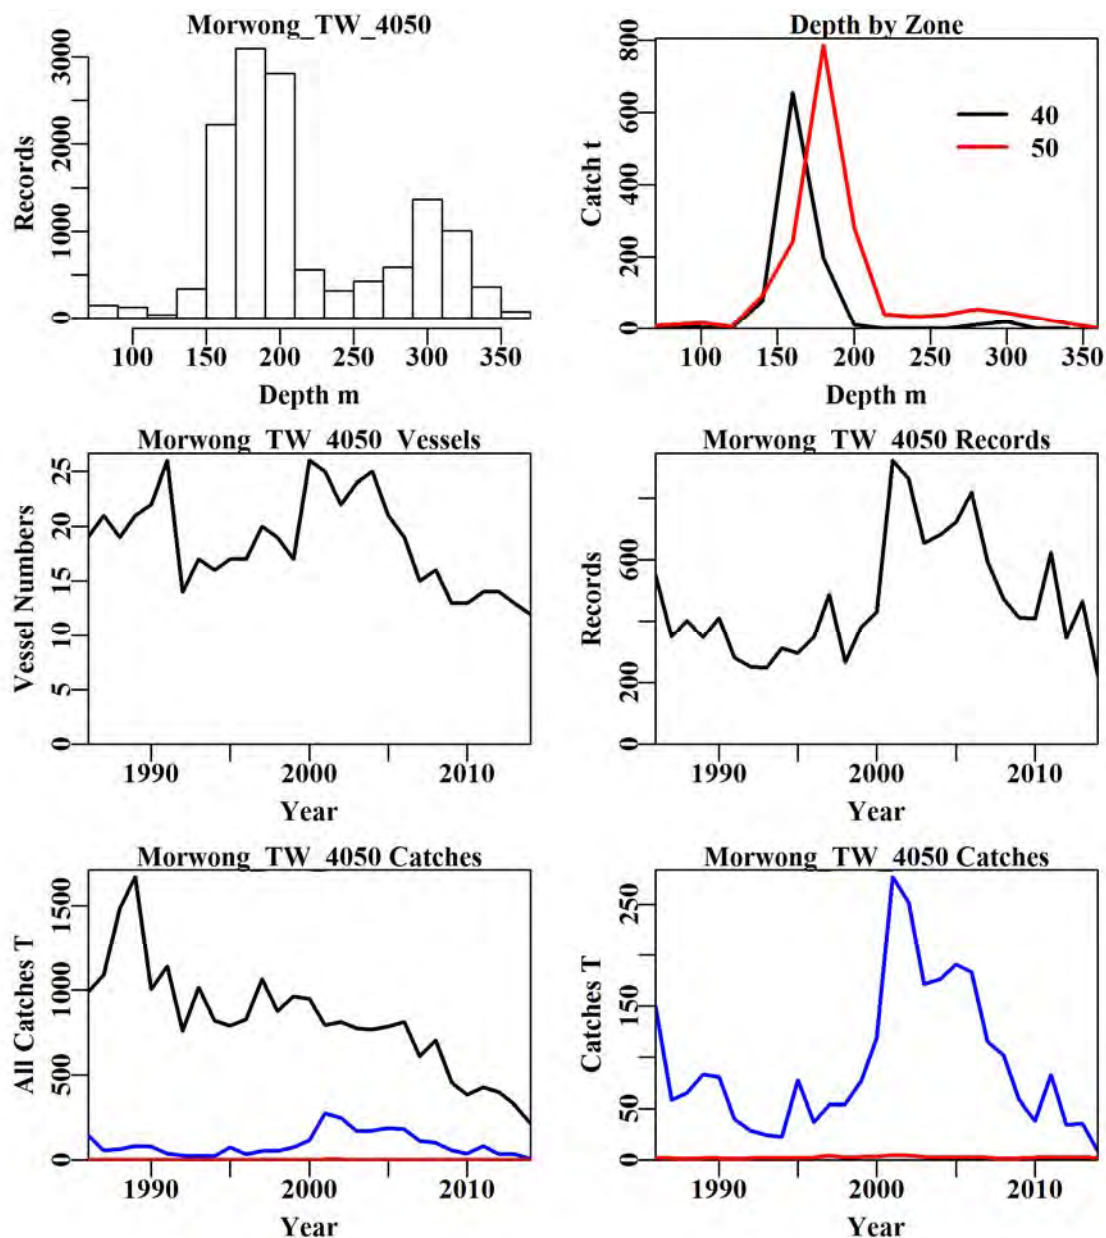 Morwong_TW_4050
Records
0
1000
2000
3000
100 150 200 250 300 350
Depth m
Depth by Zone
Catch t
0
200
400
600
800
40
50
100 150 200 250 300 350
Depth m
Morwong_TW_4050_Vessels
Vessel Numbers
0
5
10
15
20
25
1990 2000 2010
Year
Morwong_TW_4050 Records
Records
0
200
600
1990 2000 2010
Year
Morwong_TW_4050 Catches
All Catches T
0
500
1000
1500
1990 2000 2010
Year
Morwong_TW_4050 Catches
Catches T
0
50
150
250
1990 2000 2010
Year